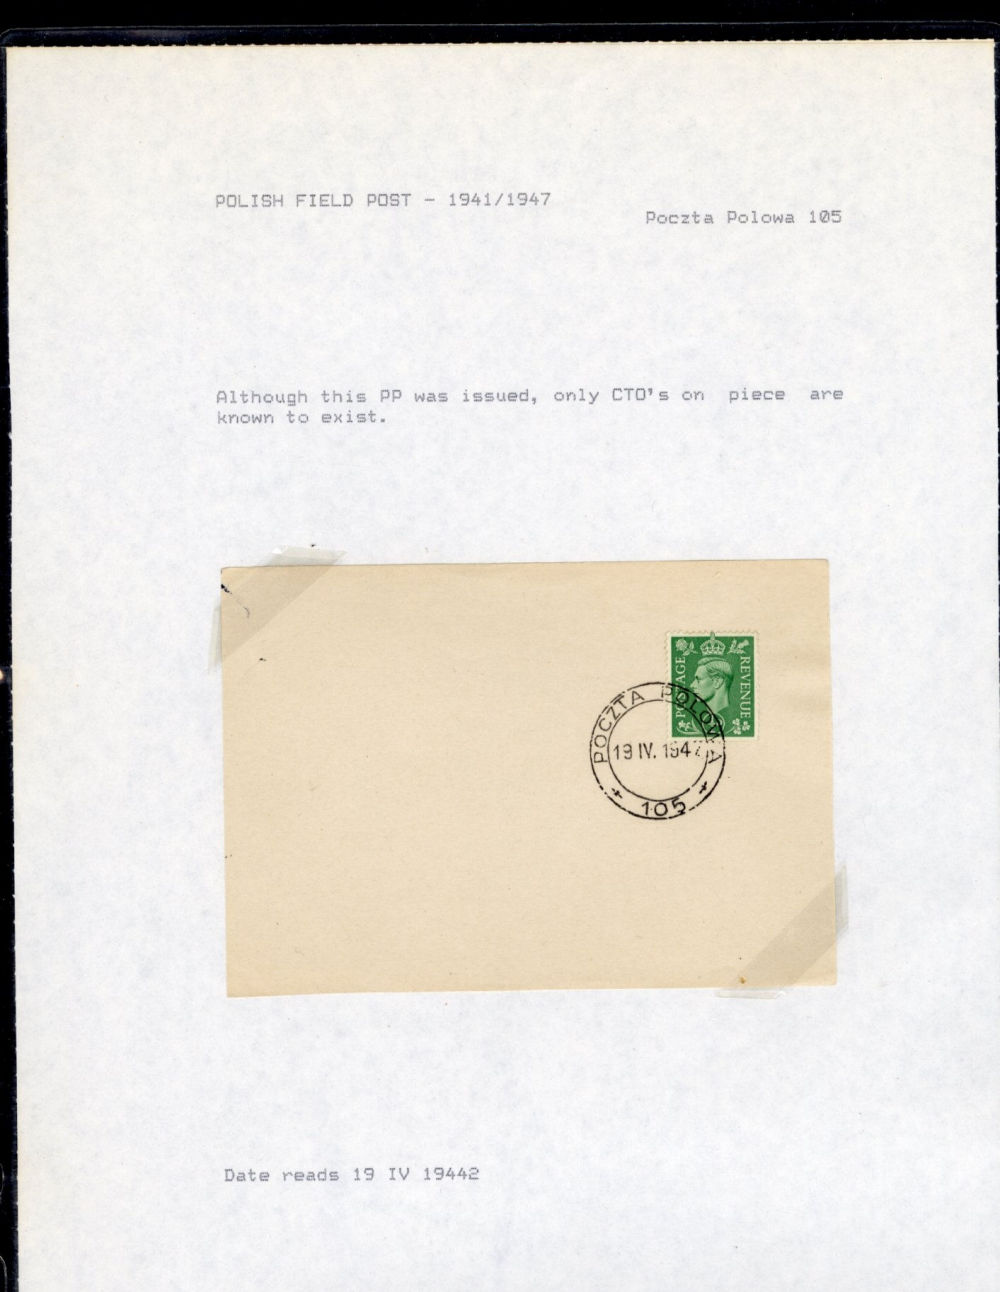 POLISH FIELD POST - 1941/1947
Poczta Polowa 105
Although this PP was issued, only CTO's on piece are
known to exist.
POSTAGE REVENUE
POCZTA POLOWA
19 IV. 1947
105
Date reads 19 IV 19442